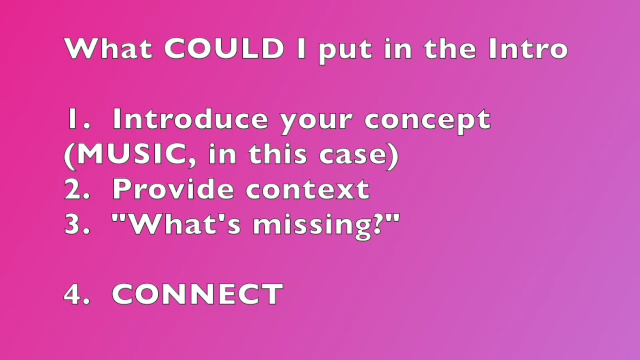 What COULD I put in the Intro
1. Introduce your concept
(MUSIC, in this case)
2. Provide context
3. "What's missing?"
4. CONNECT